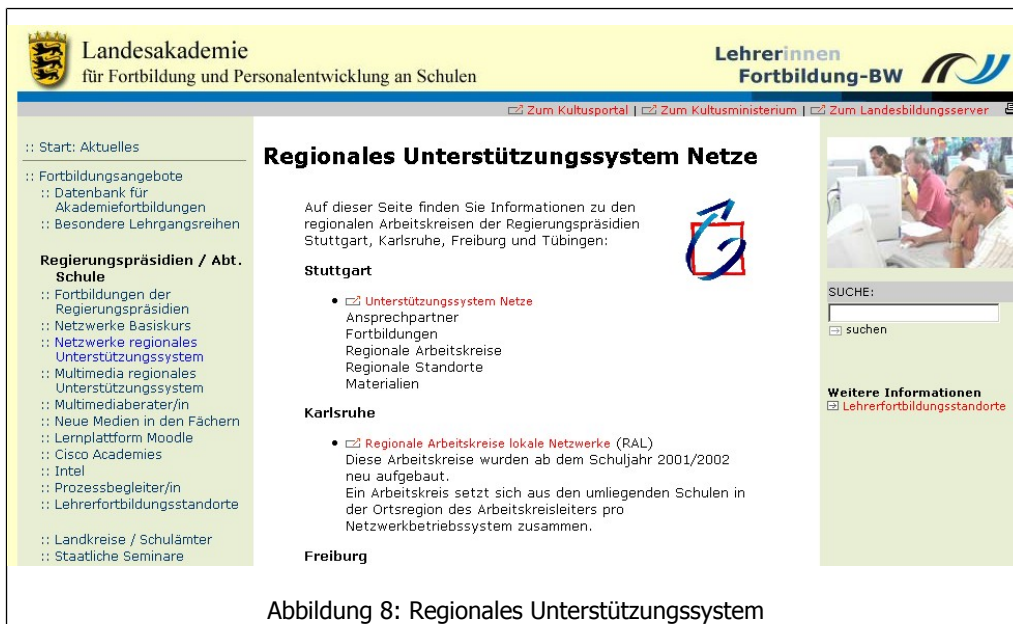 Landesakademie
für Fortbildung und Personalentwicklung an Schulen
Lehrerinnen
Fortbildung-BW
Zum Kultusportal | Zum Kultusministerium | Zum Landesbildungsserver
:: Start: Aktuelles
:: Fortbildungsangebote
:: Datenbank für
Akademiefortbildungen
:: Besondere Lehrgangsreihen
Regierungspräsidien / Abt.
Schule
:: Fortbildungen der
Regierungspräsidien
:: Netzwerke Basiskurs
:: Netzwerke regionales
Unterstützungssystem
:: Multimedia regionales
Unterstützungssystem
:: Multimediaberater/in
:: Neue Medien in den Fächern
:: Lernplattform Moodle
:: Cisco Academies
:: Intel
:: Prozessbegleiter/in
:: Lehrerfortbildungsstandorte
:: Landkreise / Schulämter
:: Staatliche Seminare
Regionales Unterstützungssystem Netze
Auf dieser Seite finden Sie Informationen zu den
regionalen Arbeitskreisen der Regierungspräsidien
Stuttgart, Karlsruhe, Freiburg und Tübingen:
Stuttgart
• Unterstützungssystem Netze
Ansprechpartner
Fortbildungen
Regionale Arbeitskreise
Regionale Standorte
Materialien
Karlsruhe
• Regionale Arbeitskreise lokale Netzwerke (RAL)
Diese Arbeitskreise wurden ab dem Schuljahr 2001/2002
neu aufgebaut.
Ein Arbeitskreis setzt sich aus den umliegenden Schulen in
der Ortsregion des Arbeitskreisleiters pro
Netzwerkbetriebssystem zusammen.
Freiburg
SUCHE:
suchen
Weitere Informationen
Lehrerfortbildungsstandorte
Abbildung 8: Regionales Unterstützungssystem